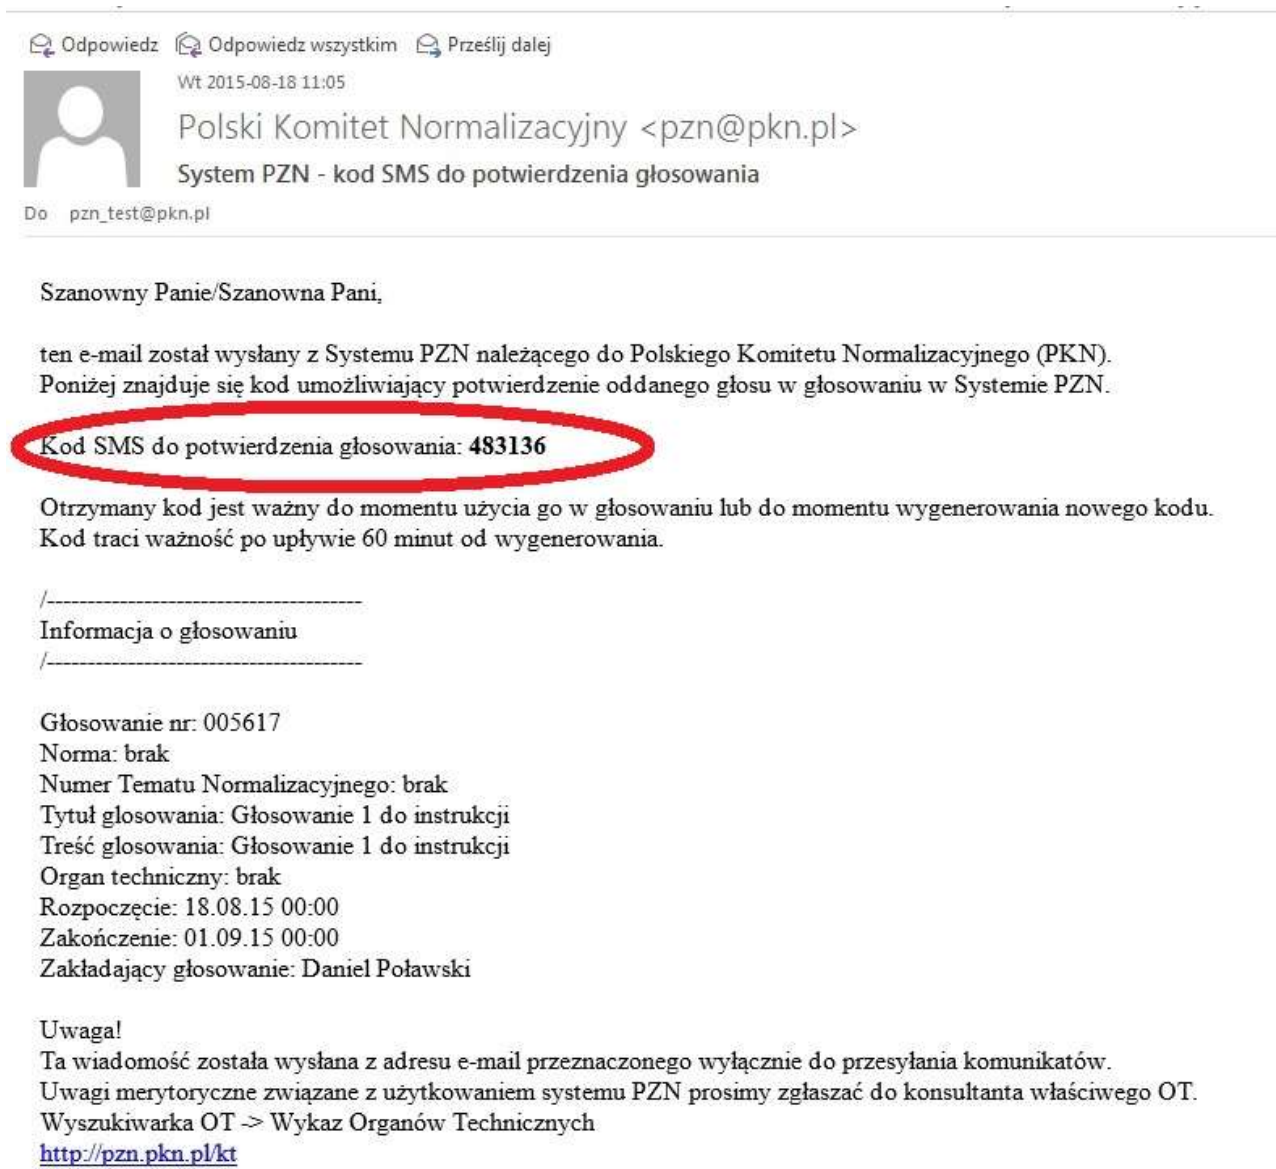 Odpowiedz Odpowiedz wszystkim Prześlij dalej
Wt 2015-08-18 11:05
Polski Komitet Normalizacyjny <pzn@pkn.pl>
System PZN - kod SMS do potwierdzenia głosowania
Do pzn_test@pkn.pl
Szanowny Panie/Szanowna Pani,
ten e-mail został wysłany z Systemu PZN należącego do Polskiego Komitetu Normalizacyjnego (PKN).
Poniżej znajduje się kod umożliwiający potwierdzenie oddanego głosu w głosowaniu w Systemie PZN.
Kod SMS do potwierdzenia głosowania: 483136
Otrzymany kod jest ważny do momentu użycia go w głosowaniu lub do momentu wygenerowania nowego kodu.
Kod traci ważność po upływie 60 minut od wygenerowania.
/---------------------------------------
Informacja o głosowaniu
/---------------------------------------
Głosowanie nr: 005617
Norma: brak
Numer Tematu Normalizacyjnego: brak
Tytuł glosowania: Głosowanie 1 do instrukcji
Treść glosowania: Głosowanie 1 do instrukcji
Organ techniczny: brak
Rozpoczęcie: 18.08.15 00:00
Zakończenie: 01.09.15 00:00
Zakładający głosowanie: Daniel Poławski
Uwaga!
Ta wiadomość została wysłana z adresu e-mail przeznaczonego wyłącznie do przesyłania komunikatów.
Uwagi merytoryczne związane z użytkowaniem systemu PZN prosimy zgłaszać do konsultanta właściwego OT.
Wyszukiwarka OT -> Wykaz Organów Technicznych
http://pzn.pkn.pl/kt